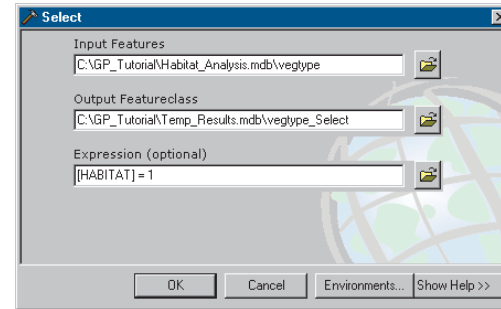 Select
Input Features
C:\GP_Tutorial\Habitat_Analysis.mdb\vegtype
Output Featureclass
C:\GP_Tutorial\Temp_Results.mdb\vegtype_Select
Expression (optional)
[HABITAT] = 1
OK
Cancel
Environments...
Show Help >>